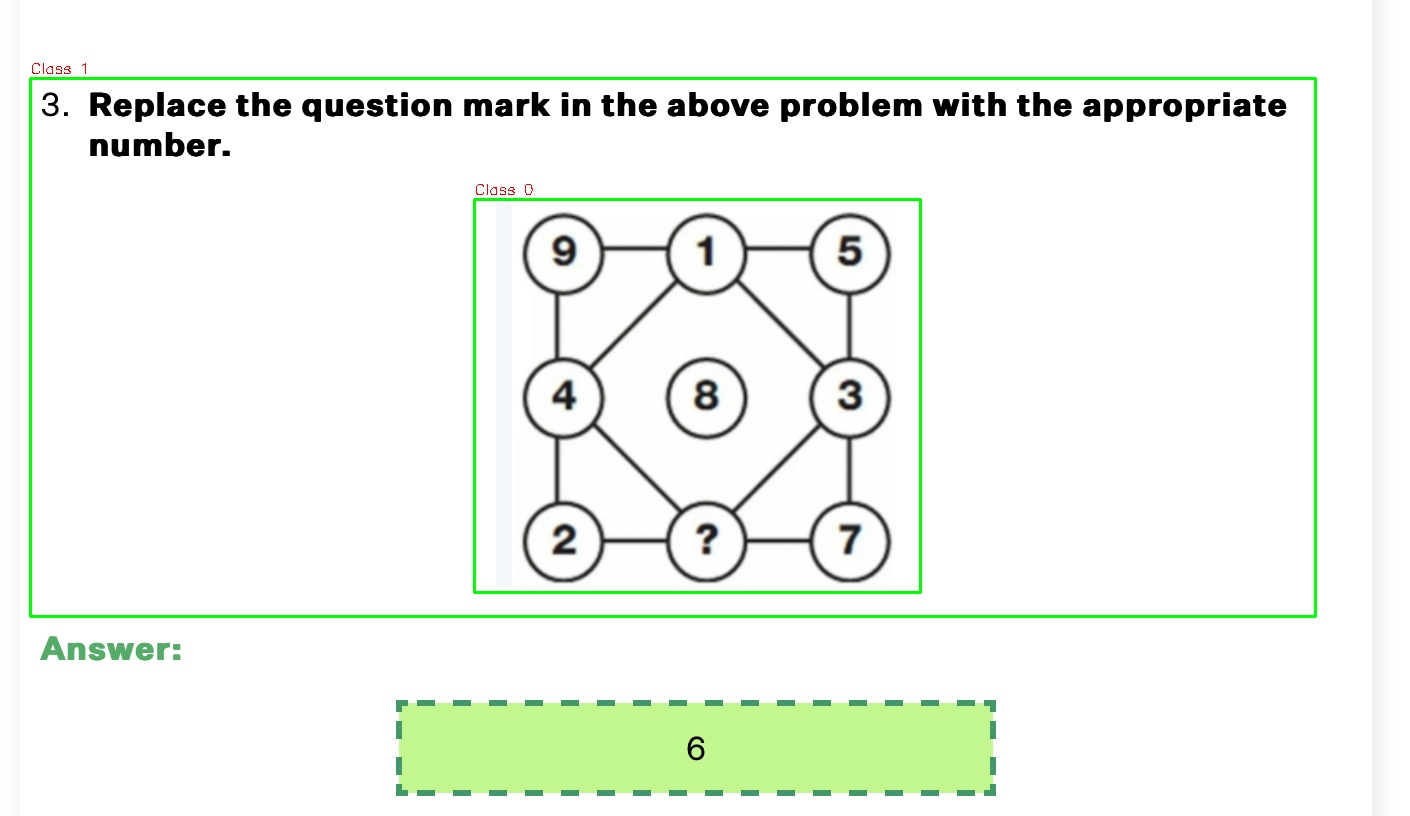 Class 1
3. Replace the question mark in the above problem with the appropriate
number.
Class 0
9 1 5
4 8 3
2 ? 7
Answer:
6